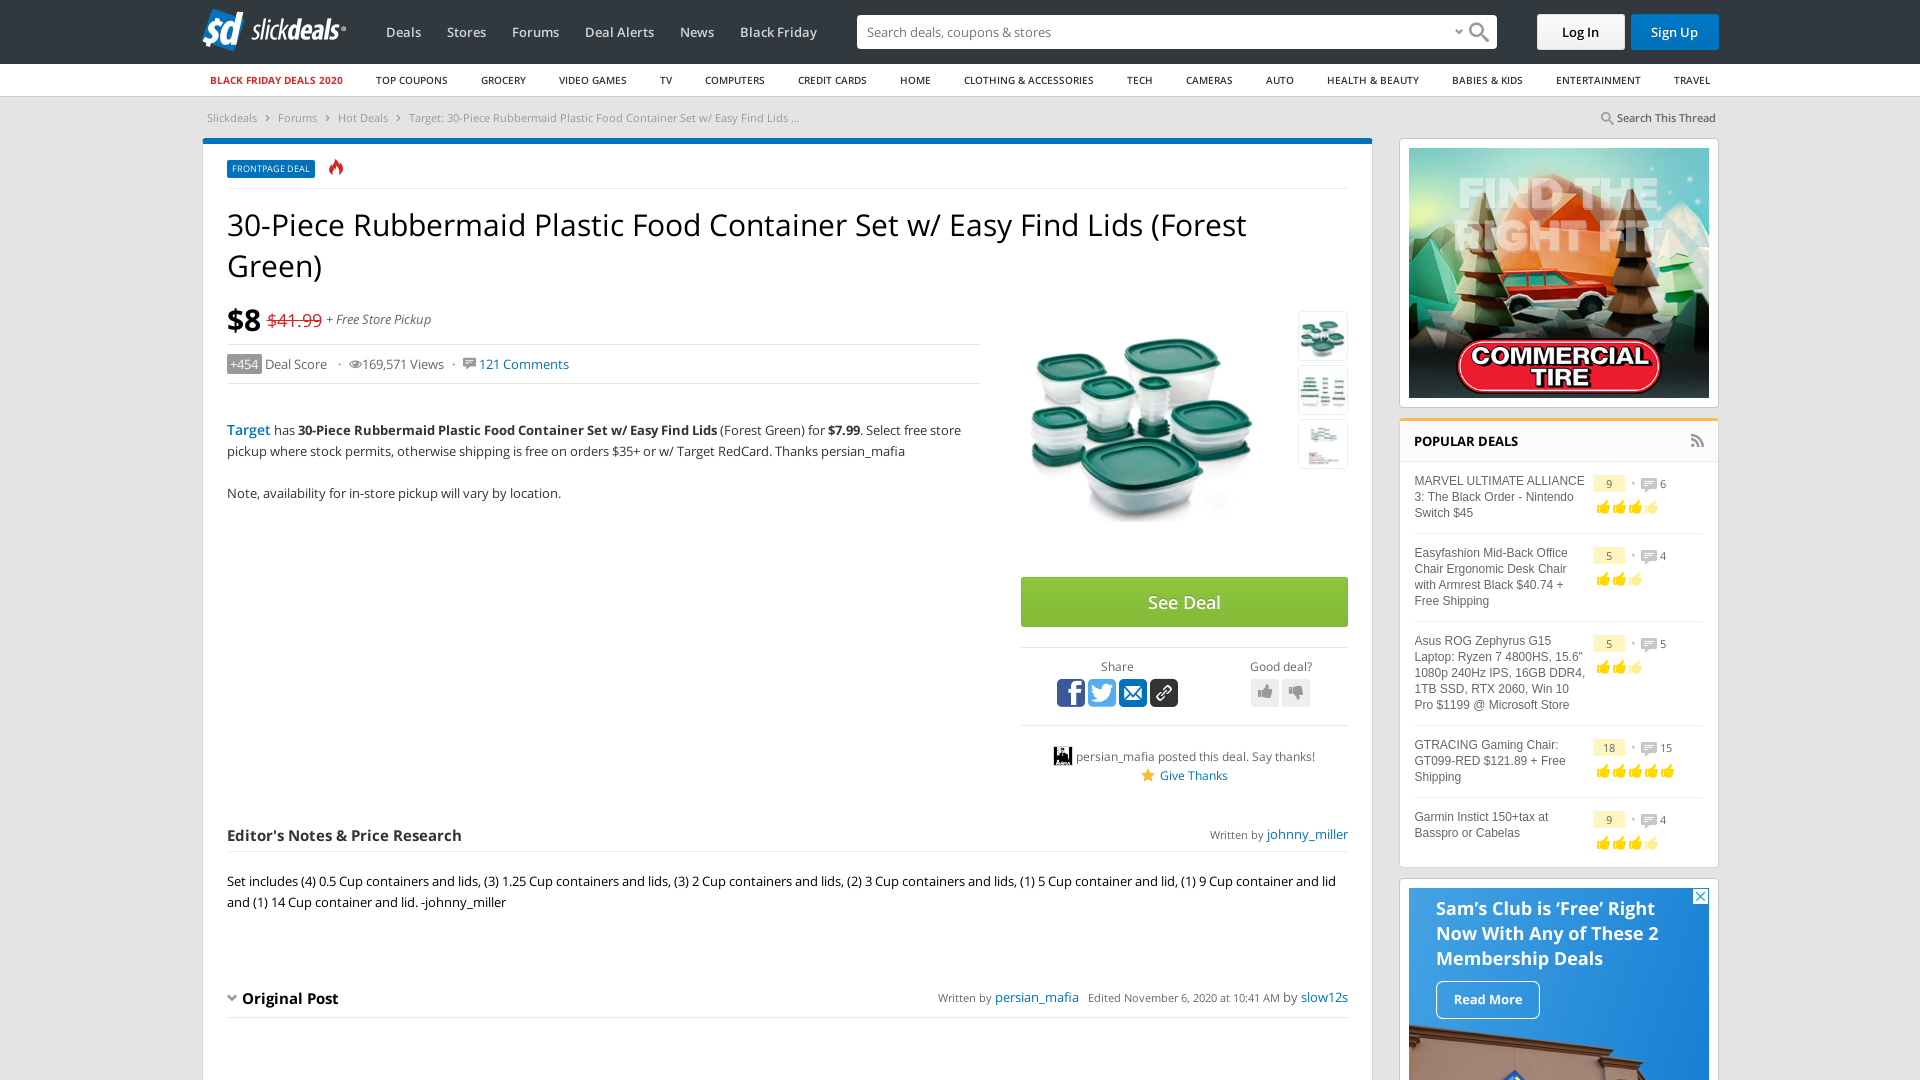 slickdeals
Deals
Stores
Forums
Deal Alerts
News
Black Friday
Search deals, coupons & stores
Log In
Sign Up
BLACK FRIDAY DEALS 2020
TOP COUPONS
GROCERY
VIDEO GAMES
TV
COMPUTERS
CREDIT CARDS
HOME
CLOTHING & ACCESSORIES
TECH
CAMERAS
AUTO
HEALTH & BEAUTY
BABIES & KIDS
ENTERTAINMENT
TRAVEL
Slickdeals › Forums › Hot Deals › Target: 30-Piece Rubbermaid Plastic Food Container Set w/ Easy Find Lids ...
Search This Thread
FRONTPAGE DEAL
30-Piece Rubbermaid Plastic Food Container Set w/ Easy Find Lids (Forest
Green)
$8 $41.99 + Free Store Pickup
+454 Deal Score · 169,571 Views · 121 Comments
Target has 30-Piece Rubbermaid Plastic Food Container Set w/ Easy Find Lids (Forest Green) for $7.99. Select free store
pickup where stock permits, otherwise shipping is free on orders $35+ or w/ Target RedCard. Thanks persian_mafia
Note, availability for in-store pickup will vary by location.
See Deal
Share
Good deal?
persian_mafia posted this deal. Say thanks!
Give Thanks
Editor's Notes & Price Research
Written by johnny_miller
Set includes (4) 0.5 Cup containers and lids, (3) 1.25 Cup containers and lids, (3) 2 Cup containers and lids, (2) 3 Cup containers and lids, (1) 5 Cup container and lid, (1) 9 Cup container and lid
and (1) 14 Cup container and lid. -johnny_miller
Original Post
Written by persian_mafia Edited November 6, 2020 at 10:41 AM by slow12s
FIND THE
RIGHT FIT
COMMERCIAL
TIRE
POPULAR DEALS
MARVEL ULTIMATE ALLIANCE
3: The Black Order - Nintendo
Switch $45
9 • 6
Easyfashion Mid-Back Office
Chair Ergonomic Desk Chair
with Armrest Black $40.74 +
Free Shipping
5 • 4
Asus ROG Zephyrus G15
Laptop: Ryzen 7 4800HS, 15.6"
1080p 240Hz IPS, 16GB DDR4,
1TB SSD, RTX 2060, Win 10
Pro $1199 @ Microsoft Store
5 • 5
GTRACING Gaming Chair:
GT099-RED $121.89 + Free
Shipping
18 • 15
Garmin Instict 150+tax at
Basspro or Cabelas
9 • 4
Sam's Club is 'Free' Right
Now With Any of These 2
Membership Deals
Read More